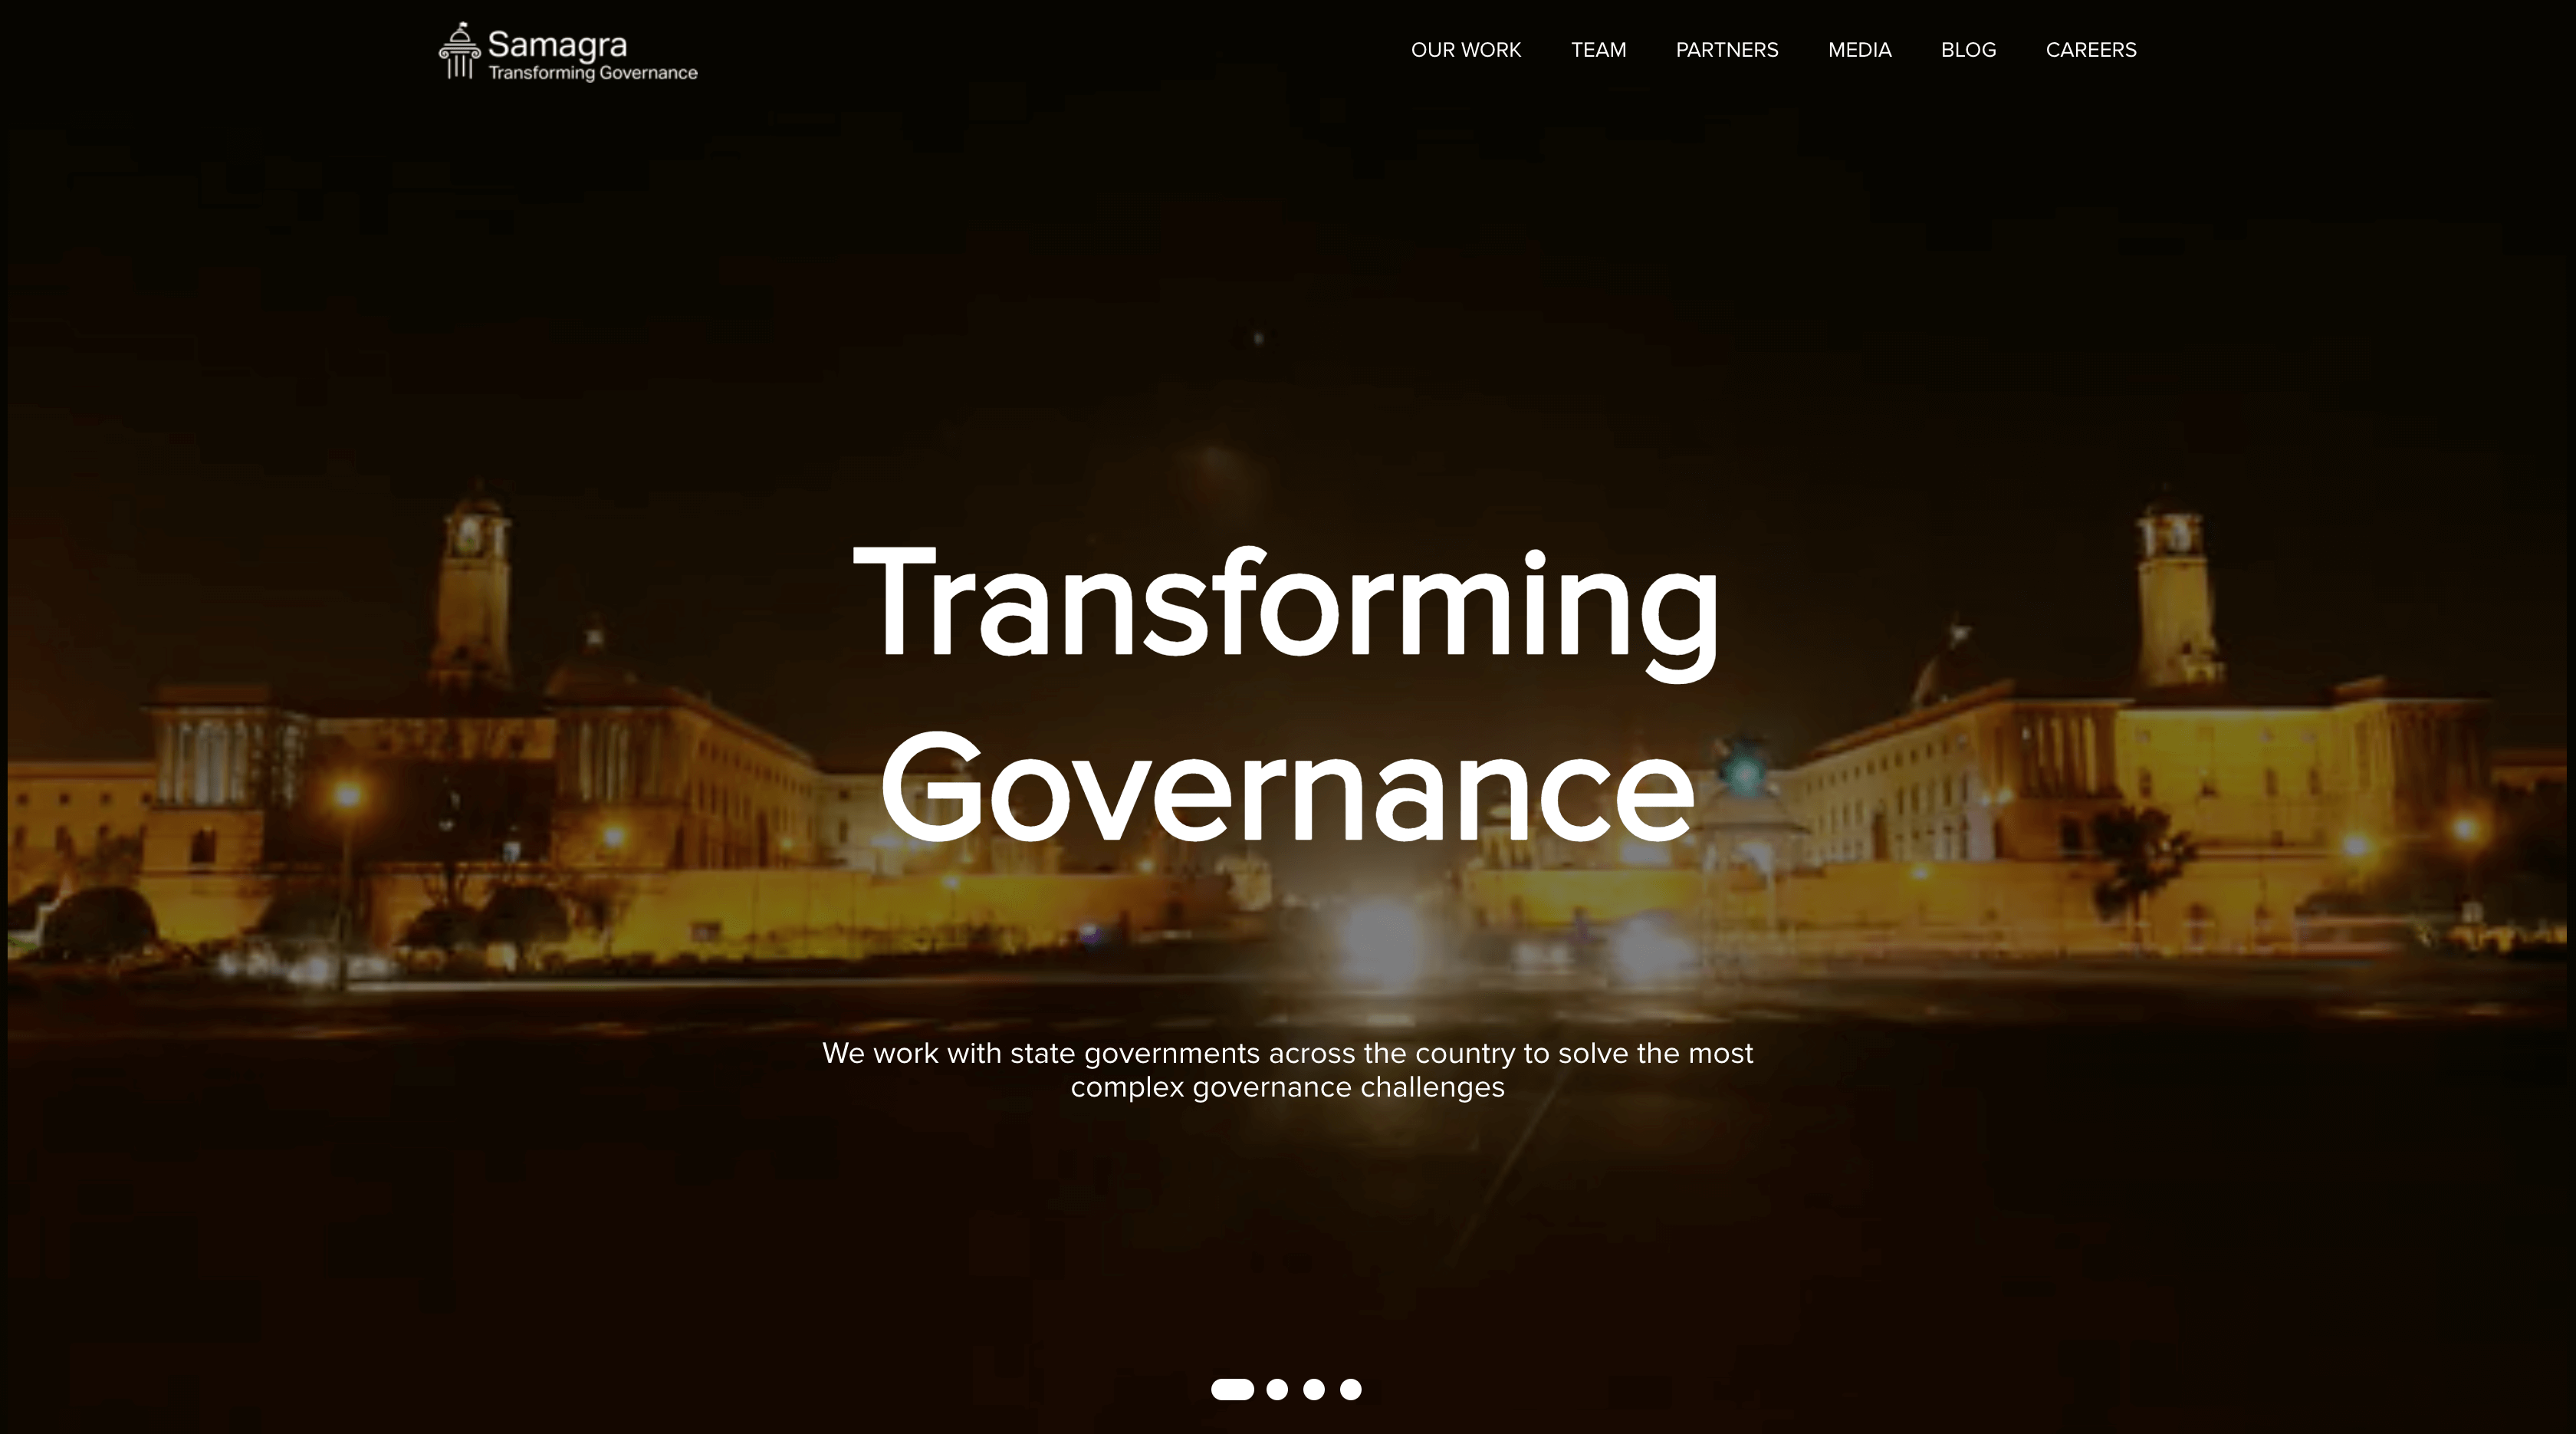 Samagra
Transforming Governance
OUR WORK TEAM PARTNERS MEDIA BLOG CAREERS
Transforming
Governance
We work with state governments across the country to solve the most
complex governance challenges